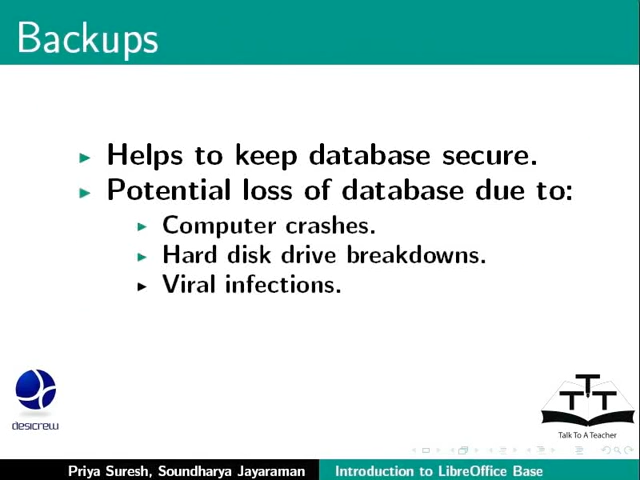 Backups
Helps to keep database secure.
Potential loss of database due to:
Computer crashes.
Hard disk drive breakdowns.
Viral infections.
desicrew
TTT
Talk To A Teacher
Priya Suresh, Soundharya Jayaraman Introduction to LibreOffice Base